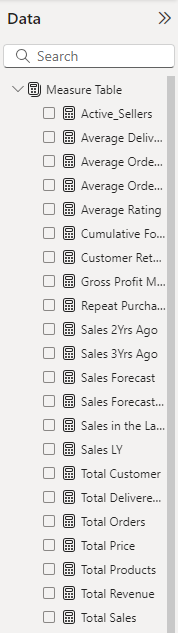 Data
Search
Measure Table
Active_Sellers
Average Deliv...
Average Orde...
Average Orde...
Average Rating
Cumulative Fo...
Customer Ret...
Gross Profit M...
Repeat Purcha...
Sales 2Yrs Ago
Sales 3Yrs Ago
Sales Forecast
Sales Forecast...
Sales in the La...
Sales LY
Total Customer
Total Delivere...
Total Orders
Total Price
Total Products
Total Revenue
Total Sales